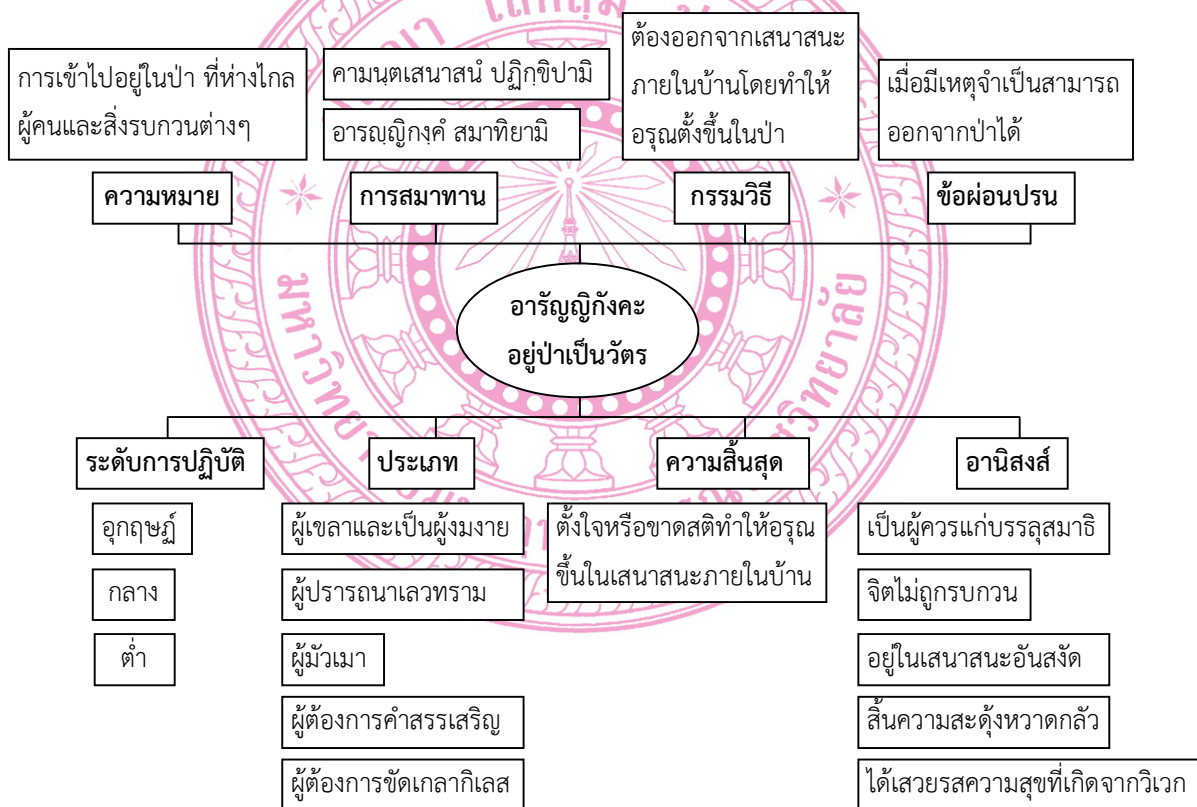 การเข้าไปอยู่ในป่า ที่ห่างไกล
ผู้คนและสิ่งรบกวนต่างๆ
คามนฺตเสนาสนํ ปฏิกฺขิปามิ
อารญฺญิกงฺคํ สมาทิยามิ
ต้องออกจากเสนาสนะ
ภายในบ้านโดยทำให้
อรุณตั้งขึ้นในป่า
เมื่อมีเหตุจำเป็นสามารถ
ออกจากป่าได้
ความหมาย
การสมาทาน
กรรมวิธี
ข้อผ่อนปรน
อารัญญิกังคะ
อยู่ป่าเป็นวัตร
ระดับการปฏิบัติ
ประเภท
ความสิ้นสุด
อานิสงส์
อุกฤษฏ์
กลาง
ต่ำ
ผู้เขลาและเป็นผู้งมงาย
ผู้ปรารถนาเลวทราม
ผู้มัวเมา
ผู้ต้องการคำสรรเสริญ
ผู้ต้องการขัดเกลากิเลส
ตั้งใจหรือขาดสติทำให้อรุณ
ขึ้นในเสนาสนะภายในบ้าน
เป็นผู้ควรแก่บรรลุสมาธิ
จิตไม่ถูกรบกวน
อยู่ในเสนาสนะอันสงัด
สิ้นความสะดุ้งหวาดกลัว
ได้เสวยรสความสุขที่เกิดจากวิเวก